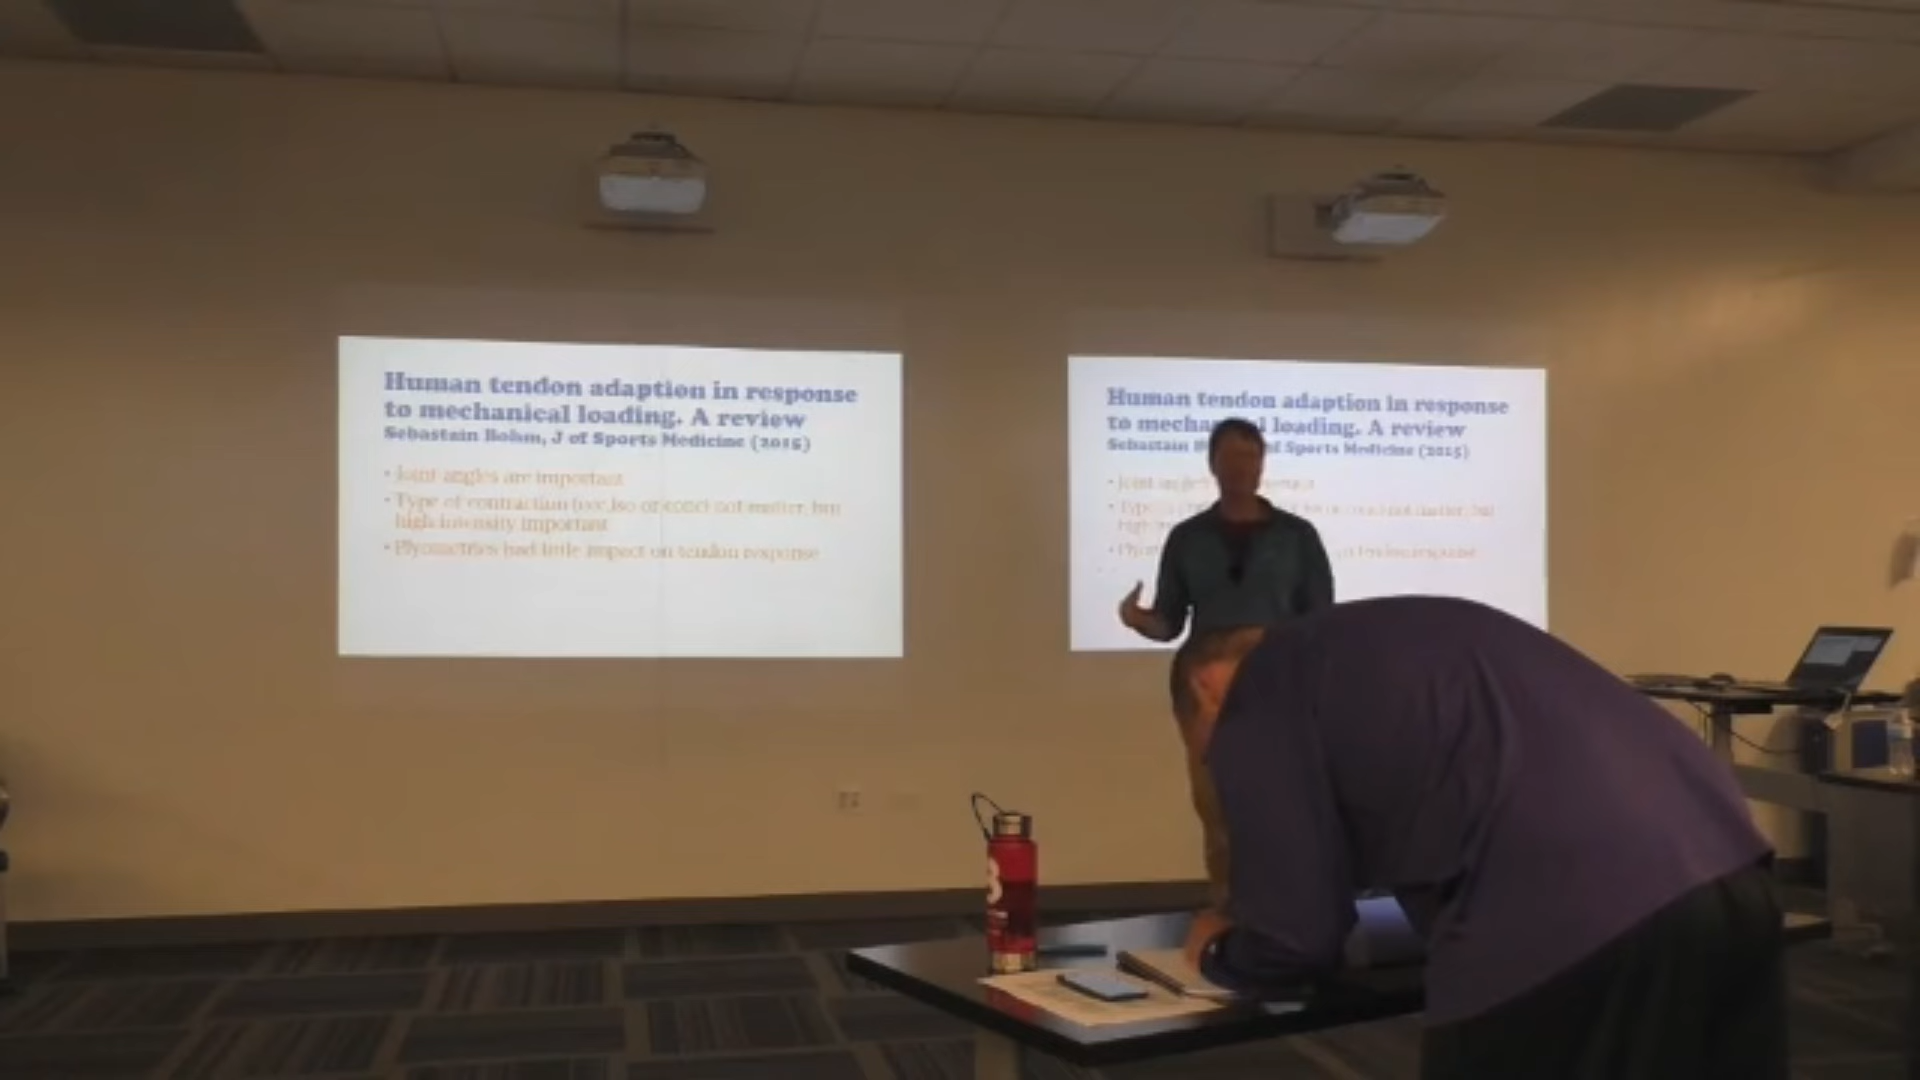 Human tendon adaption in response
to mechanical loading. A review
Sebastain Bohm, J of Sports Medicine (2015)
• Joint angles are important
• Type of contraction (ecc, iso or conc) not matter, but
high intensity important
• Plyometrics had little impact on tendon response
Human tendon adaption in response
to mecha l loading. A review
Sebastain of Sports Medicine (2015)